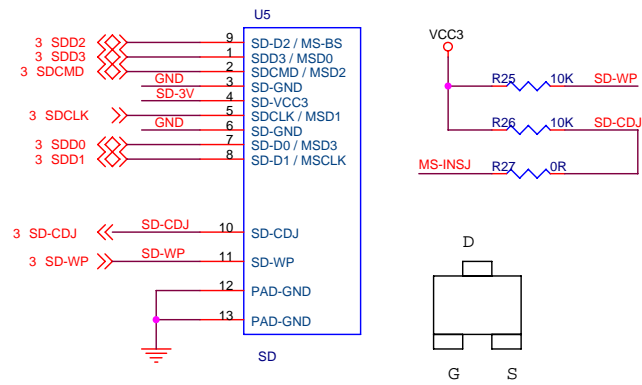 U5
3 SDD2 9 SD-D2 / MS-BS
3 SDD3 1 SDD3 / MSD0
3 SDCMD 2 SDCMD / MSD2
GND 3 SD-GND
SD-3V 4 SD-VCC3
3 SDCLK 5 SDCLK / MSD1
GND 6 SD-GND
3 SDD0 7 SD-D0 / MSD3
3 SDD1 8 SD-D1 / MSCLK
3 SD-CDJ SD-CDJ 10 SD-CDJ
3 SD-WP SD-WP 11 SD-WP
12 PAD-GND
13 PAD-GND
SD
VCC3
R25 10K SD-WP
R26 10K SD-CDJ
MS-INSJ R27 0R
D
G S